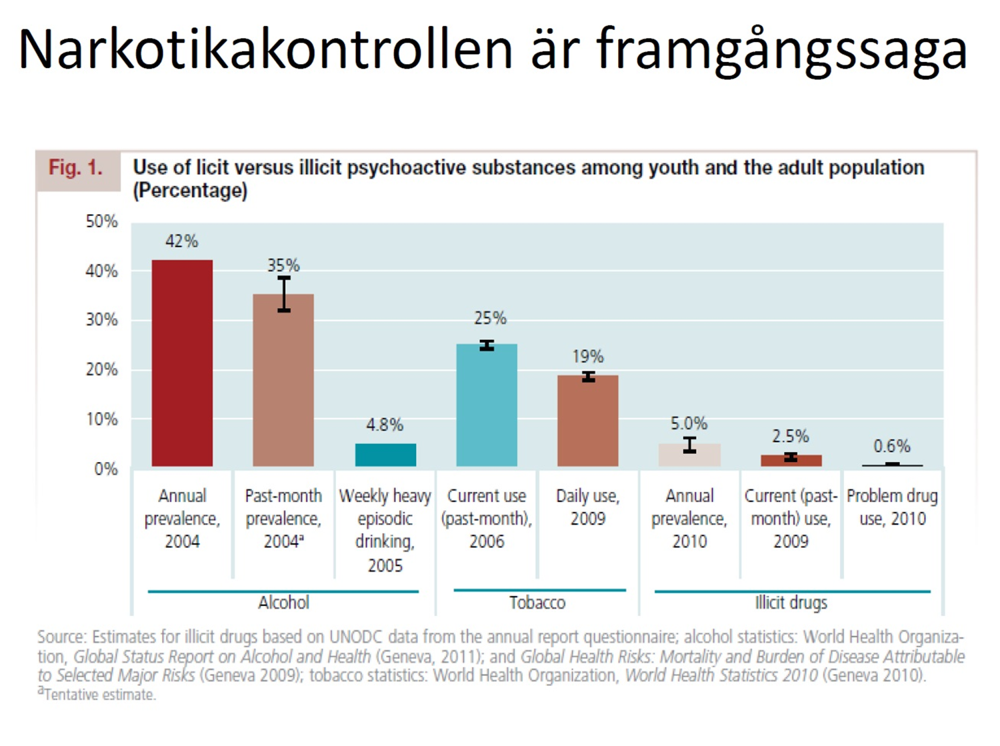 Narkotikakontrollen är framgångssaga
Fig. 1.
Use of licit versus illicit psychoactive substances among youth and the adult population
(Percentage)
50%
40%
30%
20%
10%
0%
42%
35%
4.8%
25%
19%
5.0%
2.5%
0.6%
Annual
prevalence,
2004
Past-month
prevalence,
2004ª
Weekly heavy
episodic
drinking,
2005
Current use
(past-month),
2006
Daily use,
2009
Annual
prevalence,
2010
Current (past-
month) use,
2009
Problem drug
use, 2010
Alcohol
Tobacco
Illicit drugs
Source: Estimates for illicit drugs based on UNODC data from the annual report questionnaire; alcohol statistics: World Health Organiza-
tion, Global Status Report on Alcohol and Health (Geneva, 2011); and Global Health Risks: Mortality and Burden of Disease Attributable
to Selected Major Risks (Geneva 2009); tobacco statistics: World Health Organization, World Health Statistics 2010 (Geneva 2010).
ªTentative estimate.